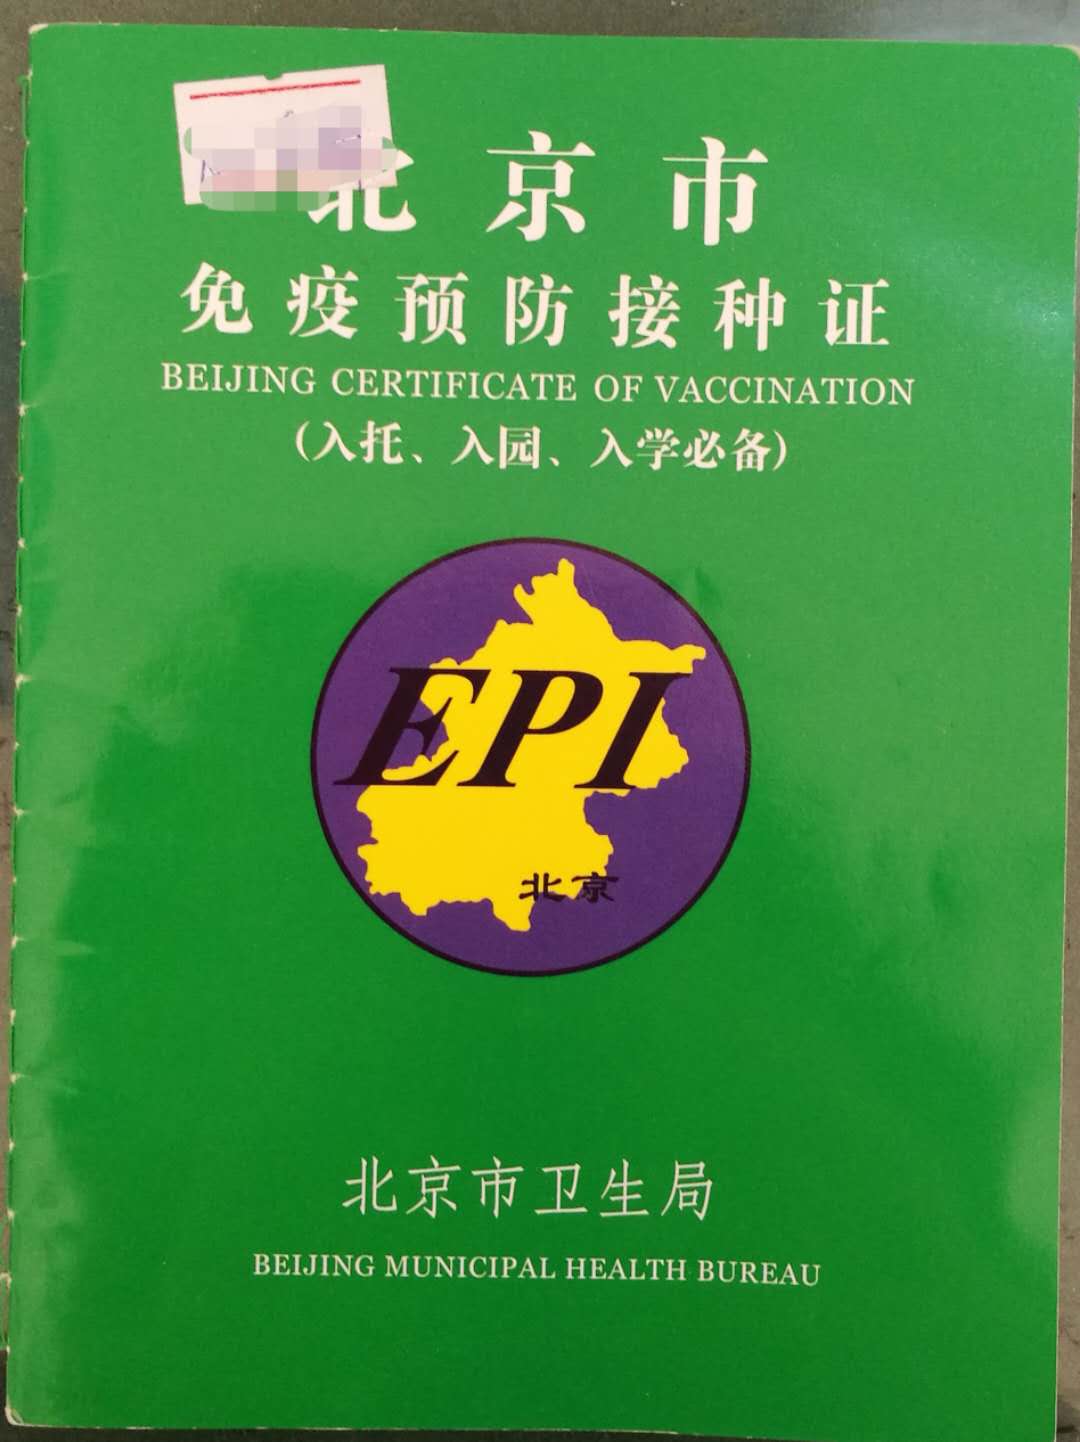 北京市
免疫预防接种证
BEIJING CERTIFICATE OF VACCINATION
(入托、入园、入学必备)
EPI
北京
北京市卫生局
BEIJING MUNICIPAL HEALTH BUREAU